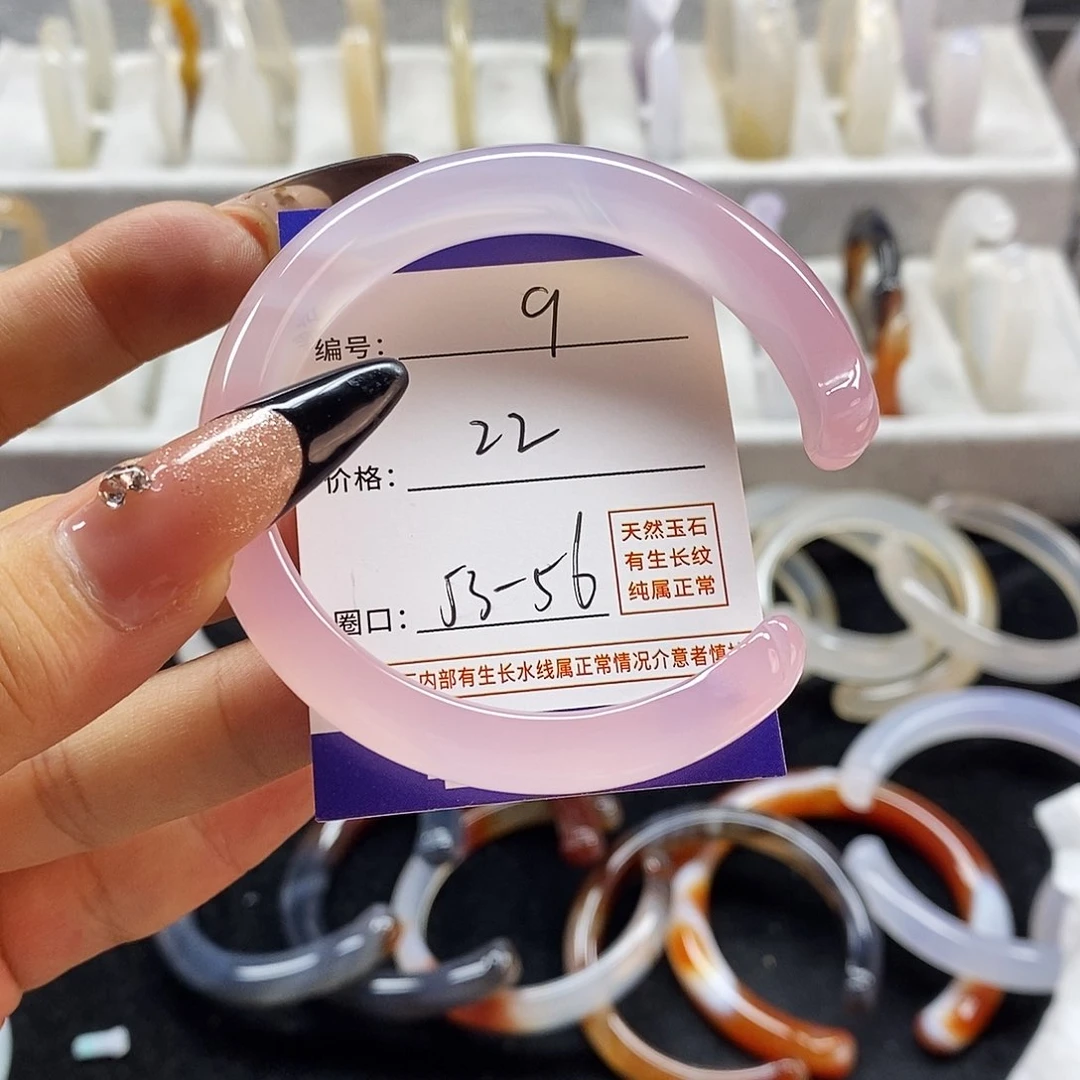 编号： 9
价格： 22
圈口： 53-56
天然玉石
有生长纹
纯属正常
内部有生长水线属正常情况介意者慎